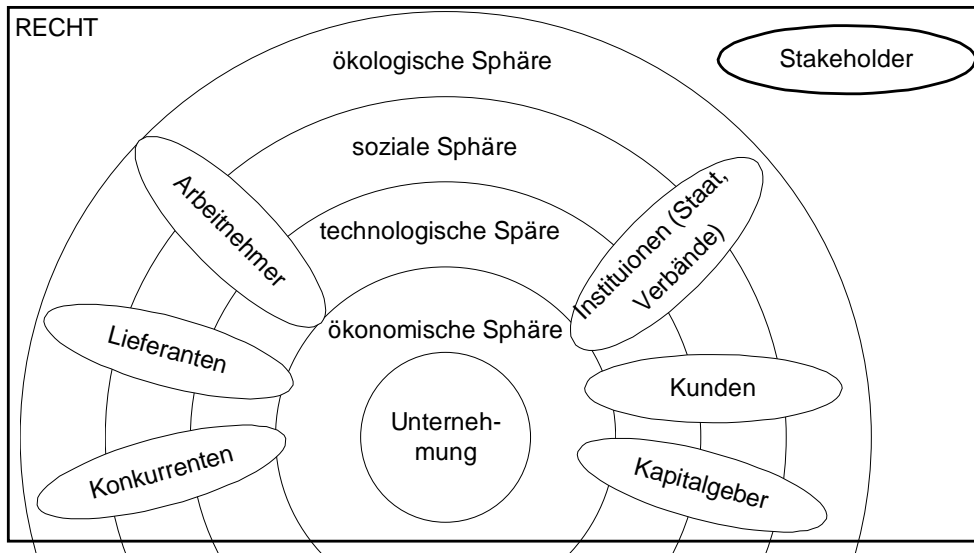 RECHT
Stakeholder
ökologische Sphäre
soziale Sphäre
technologische Späre
ökonomische Sphäre
Unterneh-
mung
Arbeitnehmer
Lieferanten
Konkurrenten
Instituionen (Staat,
Verbände)
Kunden
Kapitalgeber